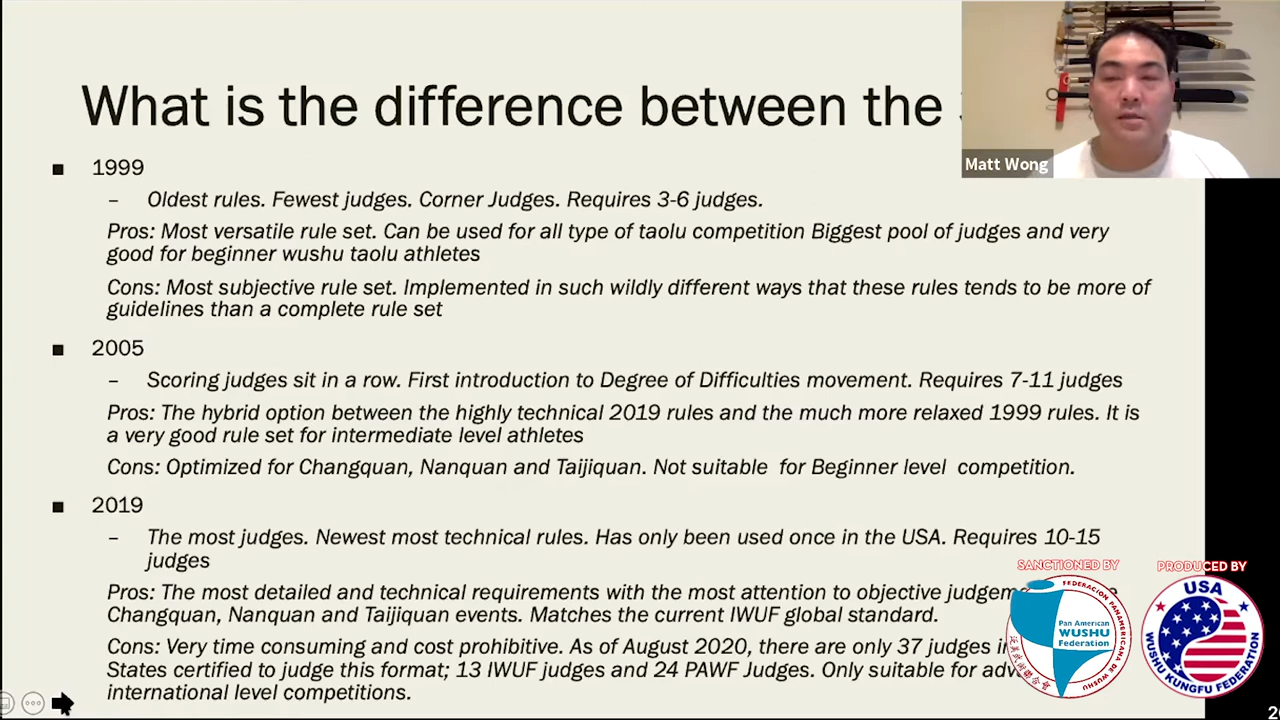 What is the difference between the
Matt Wong
1999
– Oldest rules. Fewest judges. Corner Judges. Requires 3-6 judges.
Pros: Most versatile rule set. Can be used for all type of taolu competition Biggest pool of judges and very
good for beginner wushu taolu athletes
Cons: Most subjective rule set. Implemented in such wildly different ways that these rules tends to be more of
guidelines than a complete rule set
2005
– Scoring judges sit in a row. First introduction to Degree of Difficulties movement. Requires 7-11 judges
Pros: The hybrid option between the highly technical 2019 rules and the much more relaxed 1999 rules. It is
a very good rule set for intermediate level athletes
Cons: Optimized for Changquan, Nanquan and Taijiquan. Not suitable for Beginner level competition.
2019
– The most judges. Newest most technical rules. Has only been used once in the USA. Requires 10-15
judges
Pros: The most detailed and technical requirements with the most attention to objective
Changquan, Nanquan and Taijiquan events. Matches the current IWUF global standard.
Cons: Very time consuming and cost prohibitive. As of August 2020, there are only 37 judges
States certified to judge this format; 13 IWUF judges and 24 PAWF Judges. Only suitable for
international level competitions.
SANCTIONED BY
FEDERACION PANAMERICANA DE WUSHU
Pan American
WUSHU
Federation
PRODUCED BY
USA
WUSHU KUNGFU FEDERATION